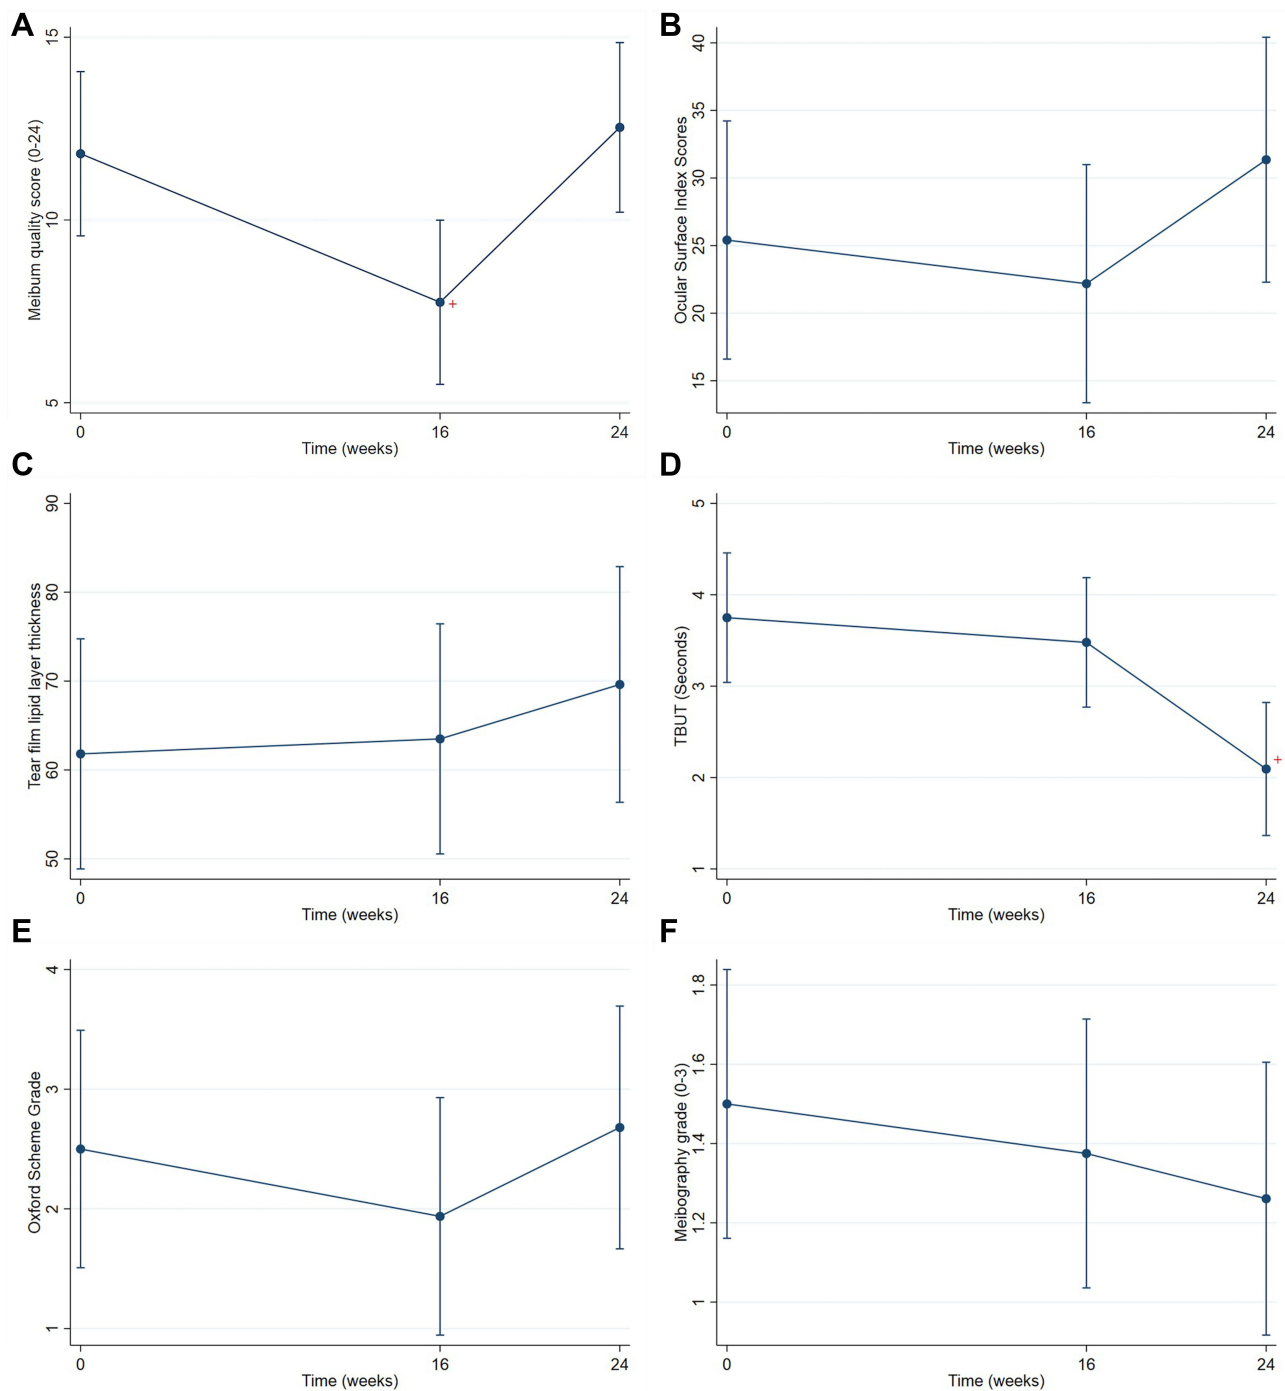 A
Meibum quality score (0-24)
15
10
5
+
0 16 24
Time (weeks)
B
Ocular Surface Index Scores
40
35
30
25
20
15
0 16 24
Time (weeks)
C
Tear film lipid layer thickness
90
80
70
60
50
0 16 24
Time (weeks)
D
TBUT (Seconds)
5
4
3
2
1
+
0 16 24
Time (weeks)
E
Oxford Scheme Grade
4
3
2
1
0 16 24
Time (weeks)
F
Meibography grade (0-3)
1.8
1.6
1.4
1.2
1
0 16 24
Time (weeks)